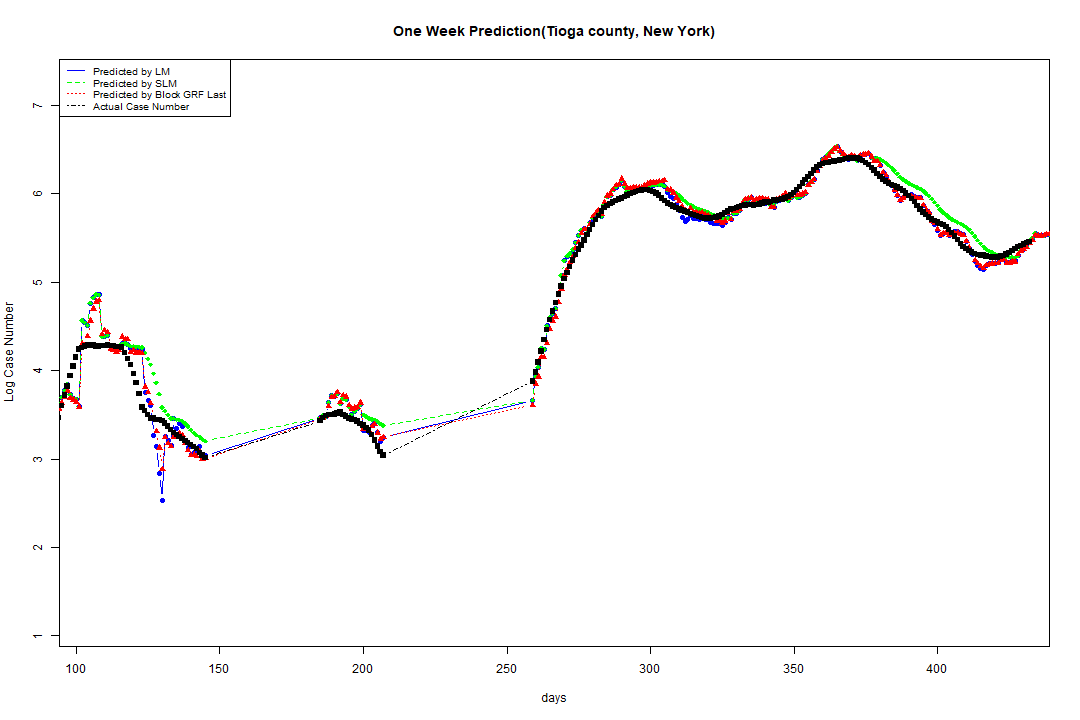 One Week Prediction(Tioga county, New York)
Predicted by LM
Predicted by SLM
Predicted by Block GRF Last
Actual Case Number
7
6
5
4
3
2
1
Log Case Number
100 150 200 250 300 350 400
days